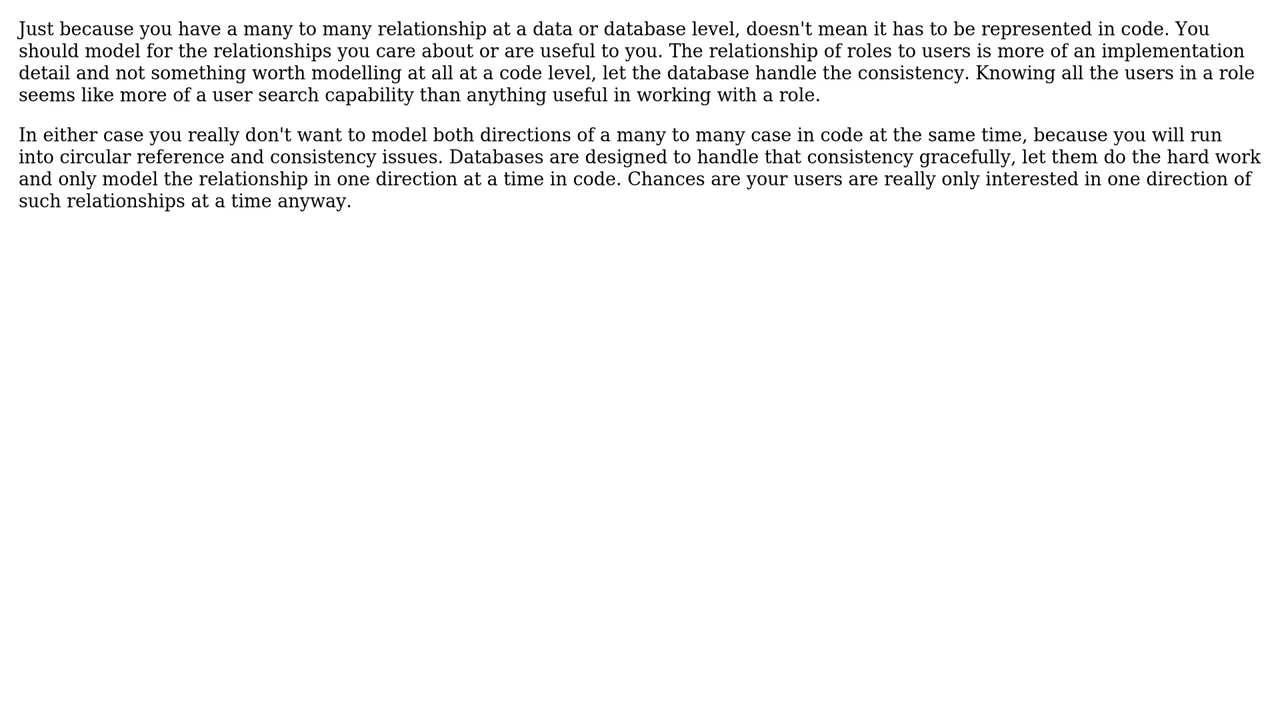 Just because you have a many to many relationship at a data or database level, doesn't mean it has to be represented in code. You
should model for the relationships you care about or are useful to you. The relationship of roles to users is more of an implementation
detail and not something worth modelling at all at a code level, let the database handle the consistency. Knowing all the users in a role
seems like more of a user search capability than anything useful in working with a role.
In either case you really don't want to model both directions of a many to many case in code at the same time, because you will run
into circular reference and consistency issues. Databases are designed to handle that consistency gracefully, let them do the hard work
and only model the relationship in one direction at a time in code. Chances are your users are really only interested in one direction of
such relationships at a time anyway.